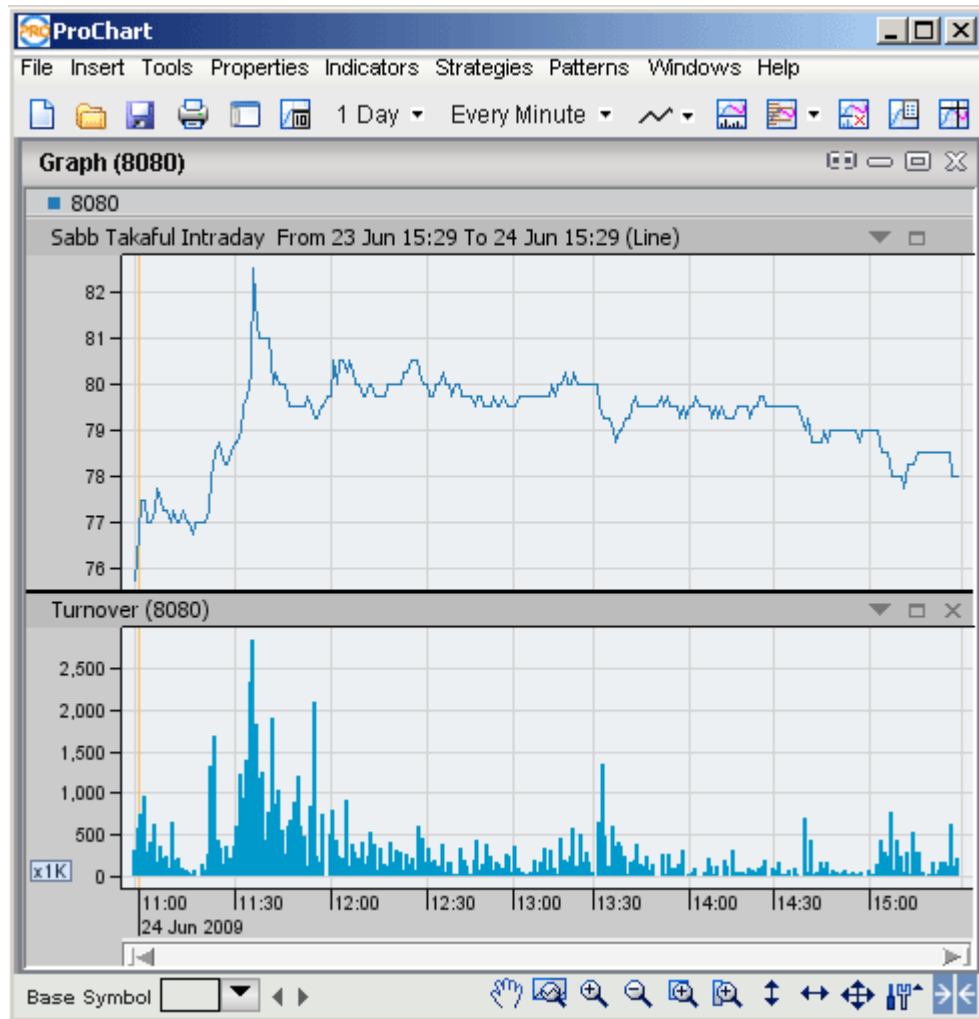 PRO ProChart
File Insert Tools Properties Indicators Strategies Patterns Windows Help
10 1 Day Every Minute
Graph (8080)
8080
Sabb Takaful Intraday From 23 Jun 15:29 To 24 Jun 15:29 (Line)
82
81
80
79
78
77
76
Turnover (8080)
2,500
2,000
1,500
1,000
500
x1K 0
11:00 11:30 12:00 12:30 13:00 13:30 14:00 14:30 15:00
24 Jun 2009
Base Symbol